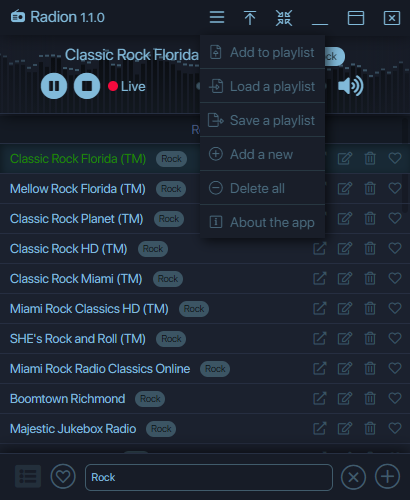 Radion 1.1.0
Classic Rock Florida
ck
Live
Add to playlist
Load a playlist
Save a playlist
Add a new
Delete all
About the app
Classic Rock Florida (TM) Rock
Mellow Rock Florida (TM) Rock
Classic Rock Planet (TM) Rock
Classic Rock HD (TM) Rock
Classic Rock Miami (TM) Rock
Miami Rock Classics HD (TM) Rock
SHE's Rock and Roll (TM) Rock
Miami Rock Radio Classics Online Rock
Boomtown Richmond Rock
Majestic Jukebox Radio Rock
Rock